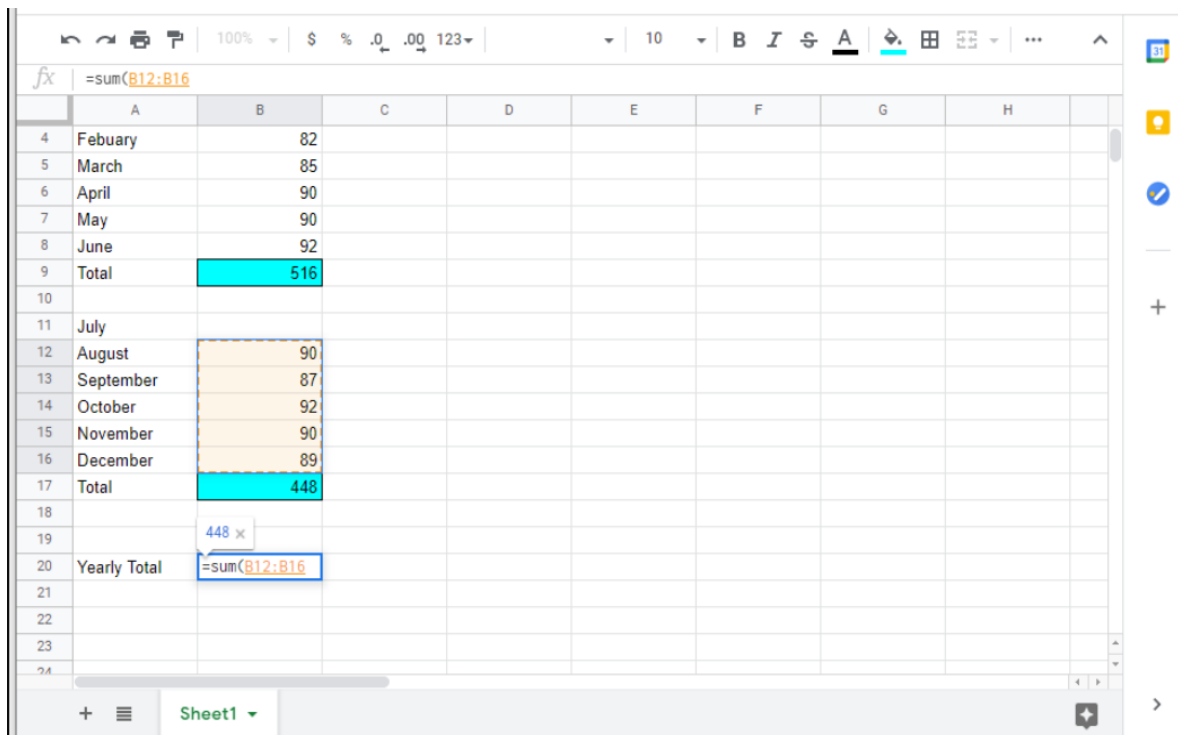 100% $ % .0 .00 123 10 B I S A
fx =sum(B12:B16
A B C D E F G H
4 Febuary 82
5 March 85
6 April 90
7 May 90
8 June 92
9 Total 516
10
11 July
12 August 90
13 September 87
14 October 92
15 November 90
16 December 89
17 Total 448
18
448 ×
19
20 Yearly Total =sum(B12:B16
21
22
23
24
Sheet1
31